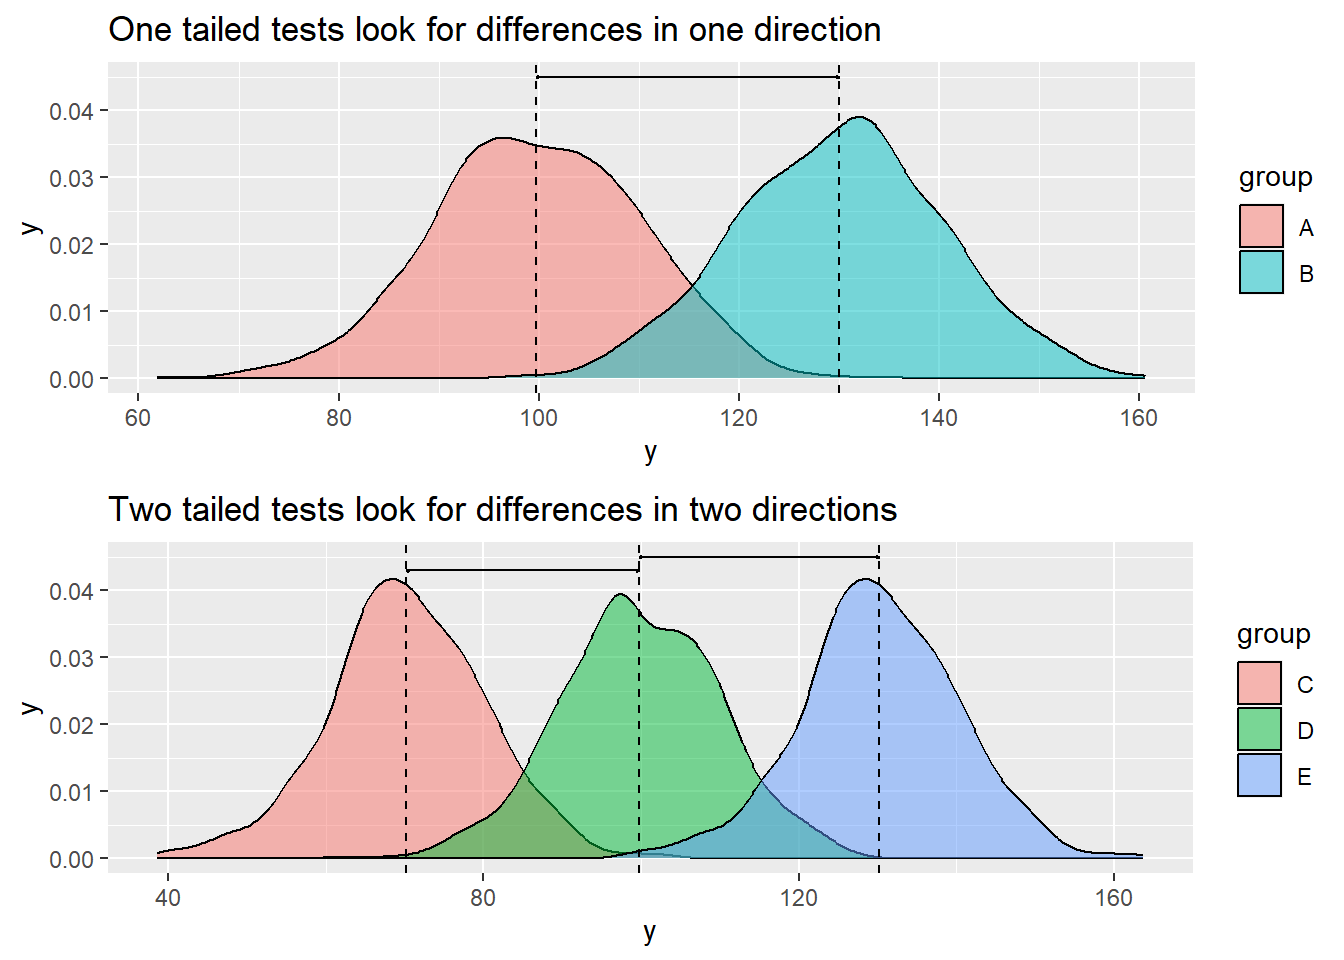 One tailed tests look for differences in one direction
0.04
0.03
0.02
0.01
0.00
y
60 80 100 120 140 160
y
group
A
B
Two tailed tests look for differences in two directions
0.04
0.03
0.02
0.01
0.00
y
40 80 120 160
y
group
C
D
E